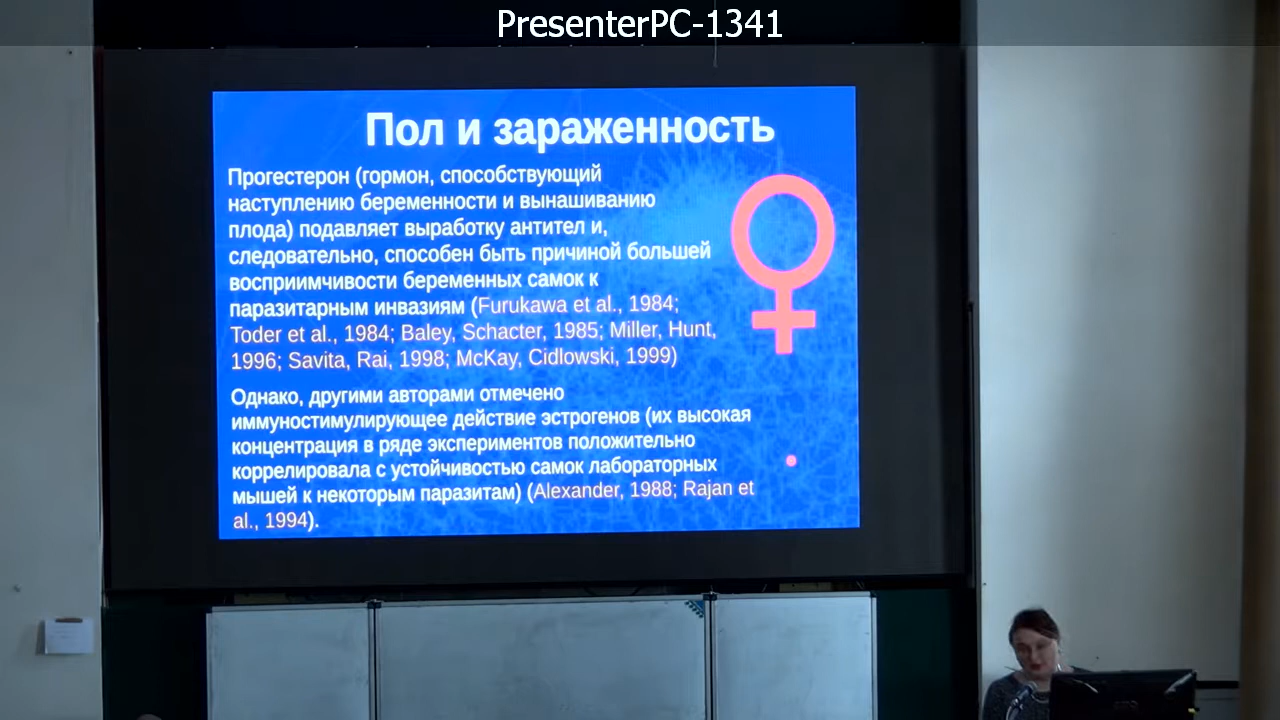 PresenterPC-1341
Пол и зараженность
Прогестерон (гормон, способствующий
наступлению беременности и вынашиванию
плода) подавляет выработку антител и,
следовательно, способен быть причиной большей
восприимчивости беременных самок к
паразитарным инвазиям (Furukawa et al., 1984;
Toder et al., 1984; Baley, Schacter, 1985; Miller, Hunt,
1996; Savita, Rai, 1998; McKay, Cidlowski, 1999)
Однако, другими авторами отмечено
иммуностимулирующее действие эстрогенов (их высокая
концентрация в ряде экспериментов положительно
коррелировала с устойчивостью самок лабораторных
мышей к некоторым паразитам) (Alexander, 1988; Rajan et
al., 1994).